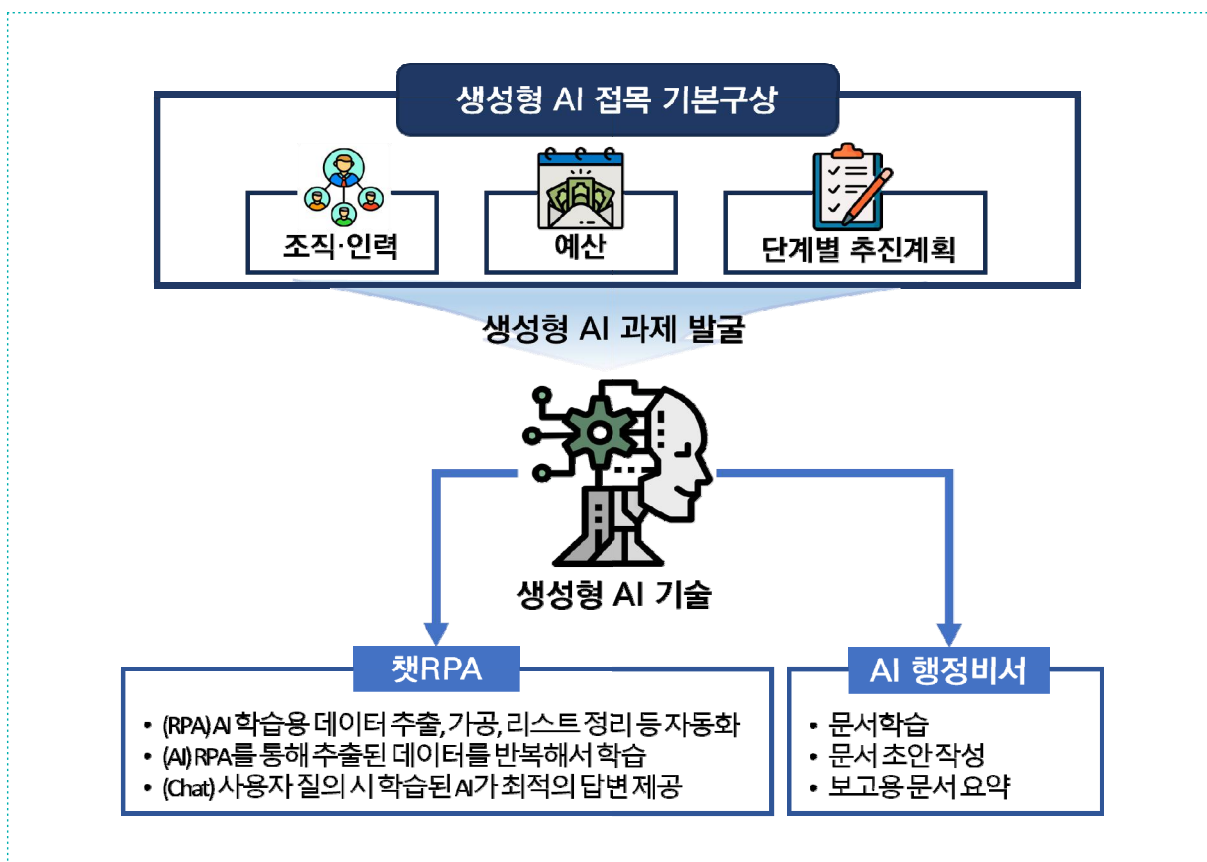 생성형 AI 접목 기본구상
조직·인력
예산
단계별 추진계획
생성형 AI 과제 발굴
생성형 AI 기술
챗RPA
• (RPA) AI 학습용 데이터 추출, 가공, 리스트 정리 등 자동화
• (AI) RPA를 통해 추출된 데이터를 반복해서 학습
• (Chat) 사용자 질의 시 학습된 AI가 최적의 답변 제공
AI 행정비서
• 문서학습
• 문서 초안 작성
• 보고용 문서 요약